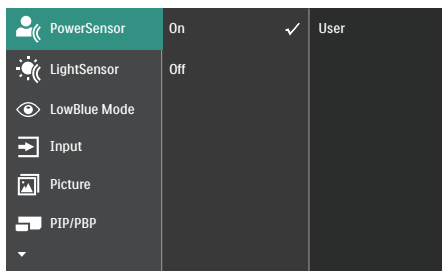 PowerSensor
On
User
LightSensor
Off
LowBlue Mode
Input
Picture
PIP/PBP